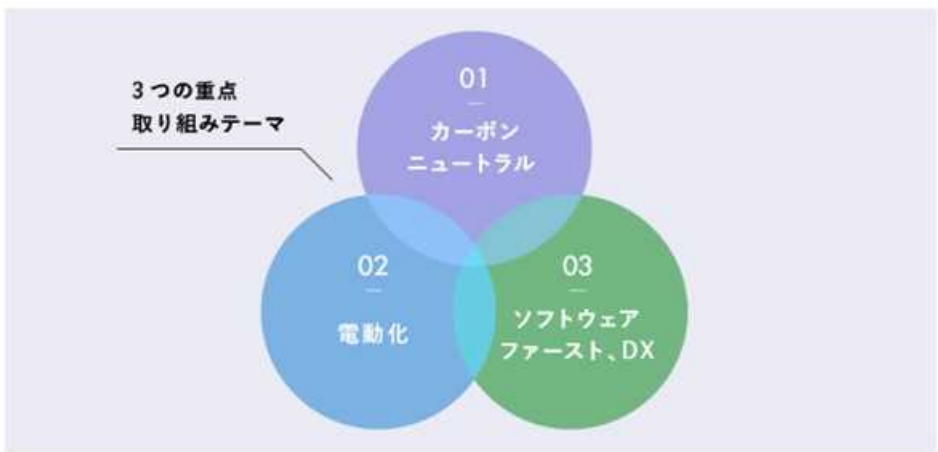 3つの重点
取り組みテーマ
01
カーボン
ニュートラル
02
電動化
03
ソフトウェア
ファースト、DX